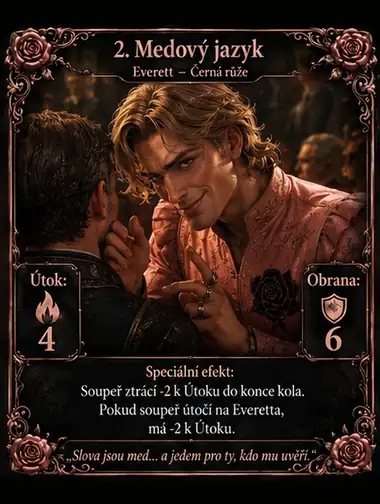 2. Medový jazyk
Everett – Černá růže
Útok:
4
Obrana:
6
Speciální efekt:
Soupeř ztrácí -2 k Útoku do konce kola.
Pokud soupeř útočí na Everetta,
má -2 k Útoku.
„Slova jsou med... a jedem pro ty, kdo mu uvěří.“